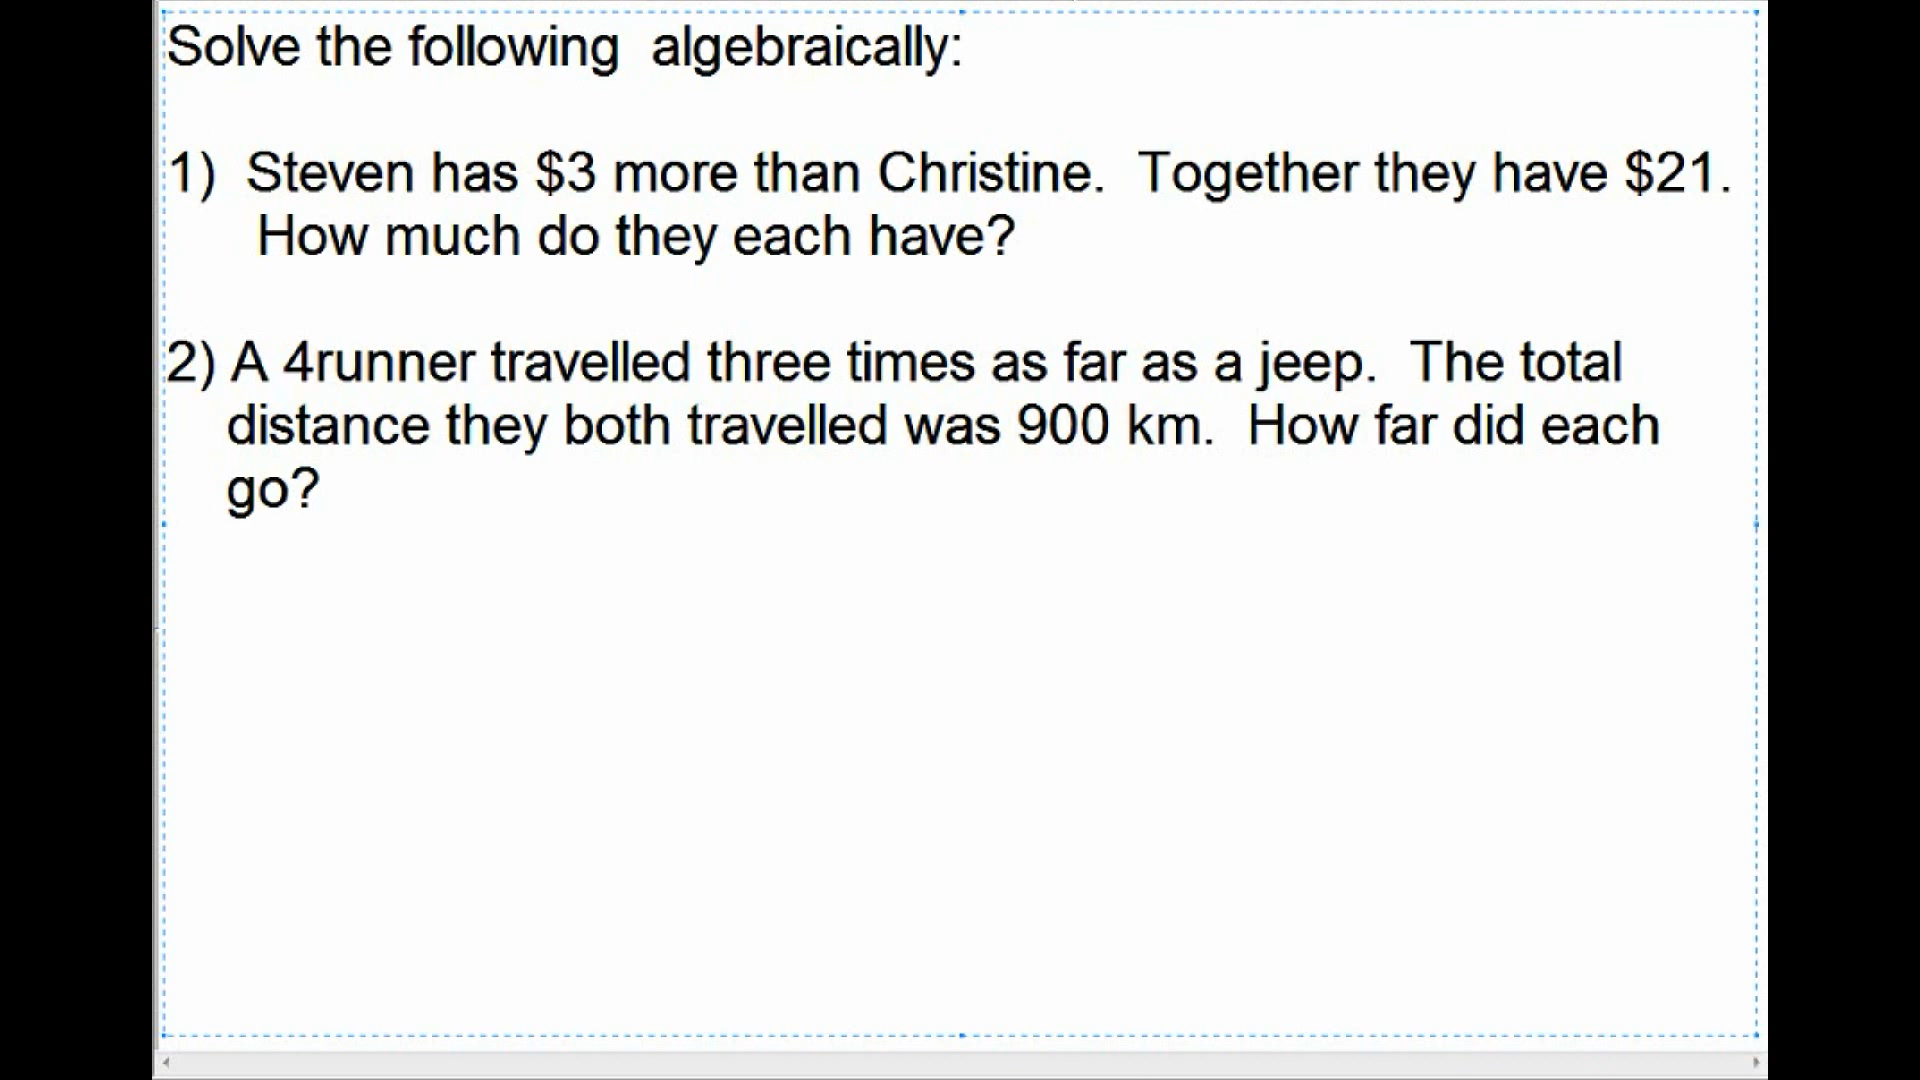 Solve the following  algebraically:
1)  Steven has $3 more than Christine.  Together they have $21.
How much do they each have?
2) A 4runner travelled three times as far as a jeep.  The total
distance they both travelled was 900 km.  How far did each
go?